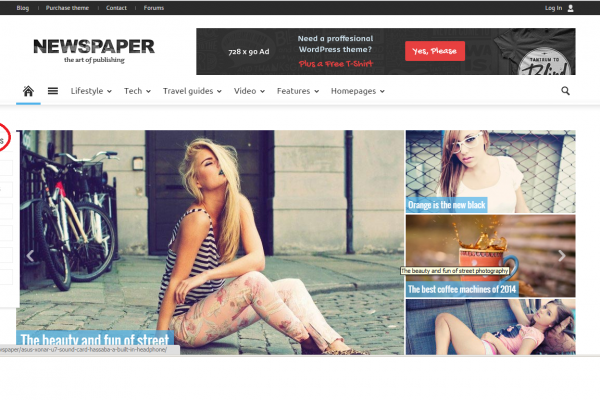 Blog
Purchase theme
Contact
Forums
Log In
NEWSPAPER
the art of publishing
728 x 90 Ad
Need a proffesional
WordPress theme?
Plus a Free T-Shirt
Yes, Please
TANTRUM TO
Blind
Lifestyle
Tech
Travel guides
Video
Features
Homepages
s
The beauty and fun of street
Orange is the new black
The beauty and fun of street photography
The best coffee machines of 2014
wspaper/asus-xonar-u7-sound-card-hassaba-a-built-in-headphone/